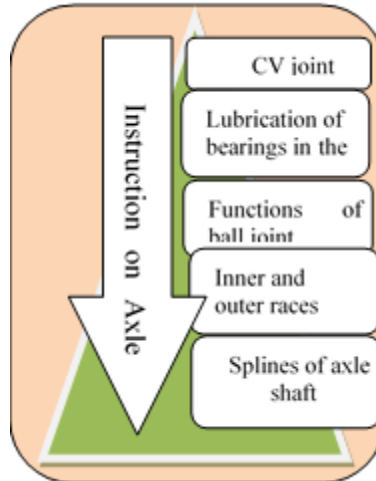 Instruction on Axle
CV joint
Lubrication of
bearings in the
Functions of
ball joint
Inner and
outer races
Splines of axle
shaft